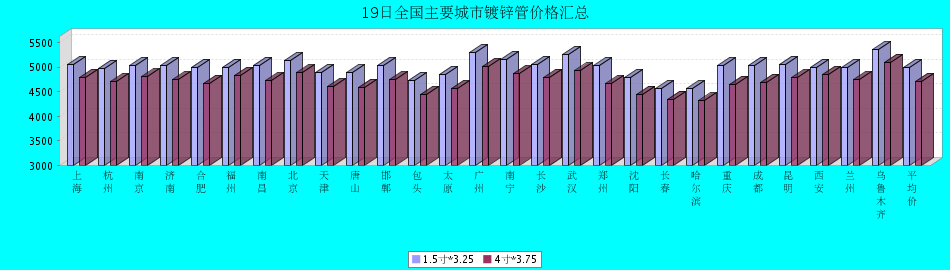 19日全国主要城市镀锌管价格汇总
5500
5000
4500
4000
3500
3000
上海 杭州 南京 济南 合肥 福州 南昌 北京 天津 唐山 邯郸 包头 太原 广州 南宁 长沙 武汉 郑州 沈阳 长春 哈尔滨 重庆 成都 昆明 西安 兰州 乌鲁木齐 平均价
1.5寸*3.25 4寸*3.75